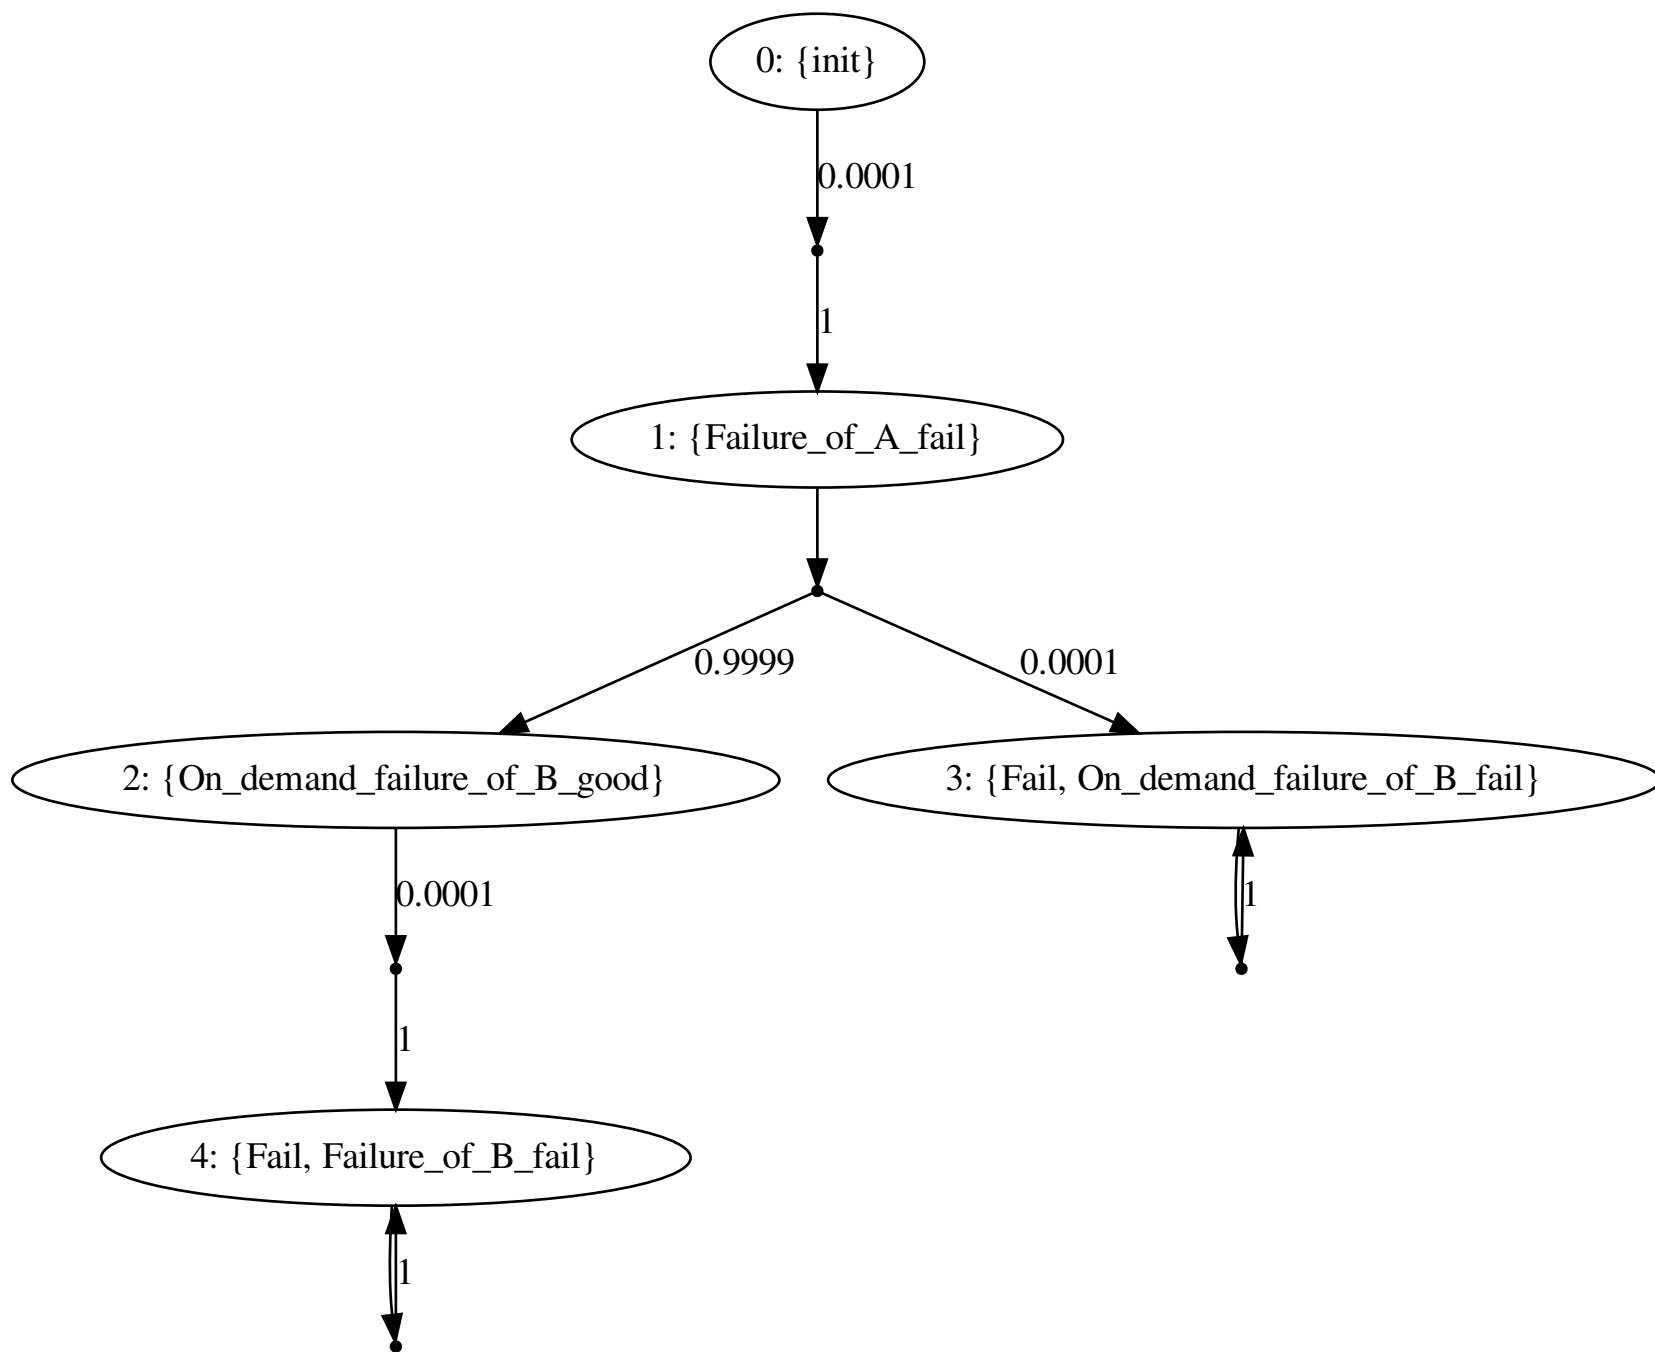 0: {init}
0.0001
1
1: {Failure_of_A_fail}
0.9999
0.0001
2: {On_demand_failure_of_B_good}
3: {Fail, On_demand_failure_of_B_fail}
0.0001
1
1
4: {Fail, Failure_of_B_fail}
1